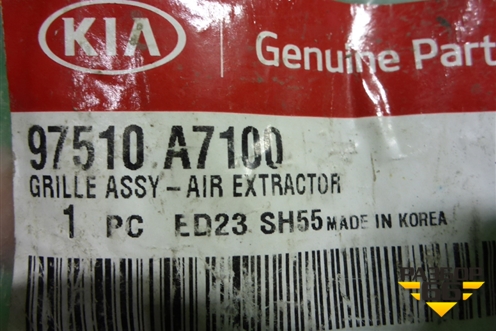 KIA
Genuine Part
97510 A7100
GRILLE ASSY-AIR EXTRACTOR
1 PC ED23 SH55 MADE IN KOREA